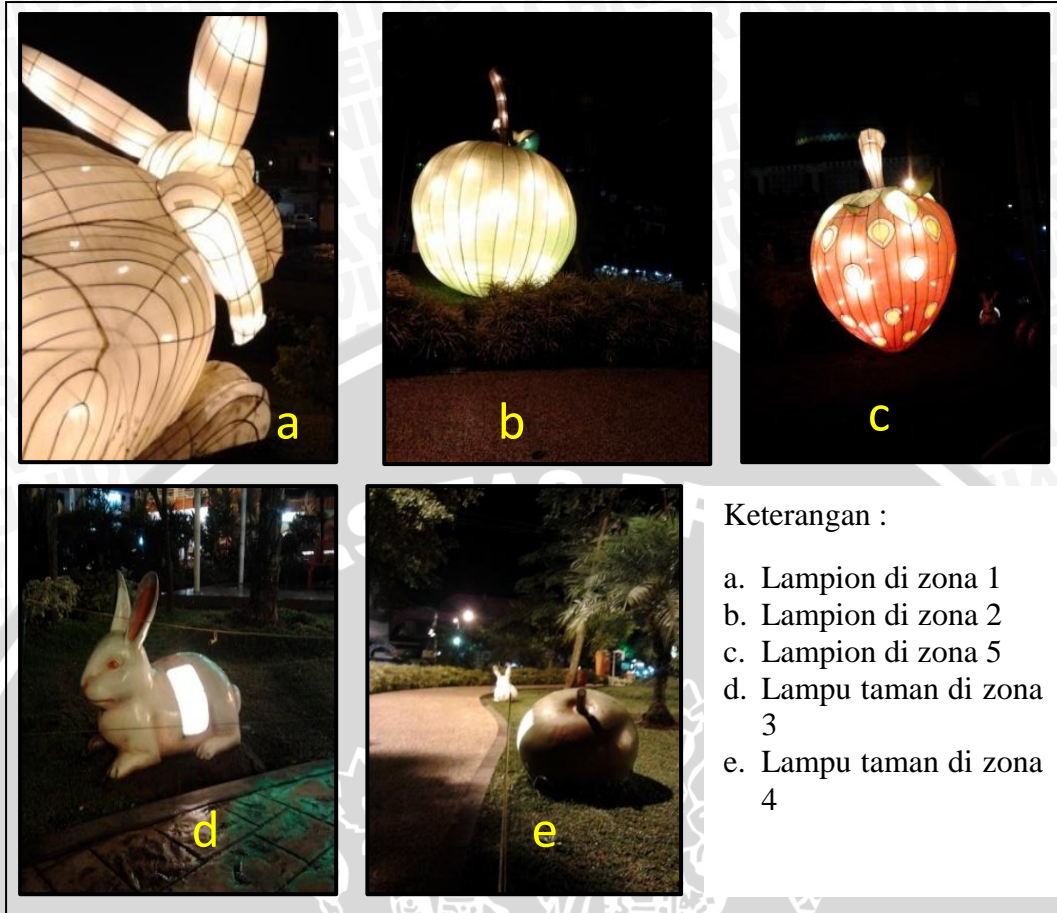 a
b
c
d
e
Keterangan :
a. Lampion di zona 1
b. Lampion di zona 2
c. Lampion di zona 5
d. Lampu taman di zona
3
e. Lampu taman di zona
4